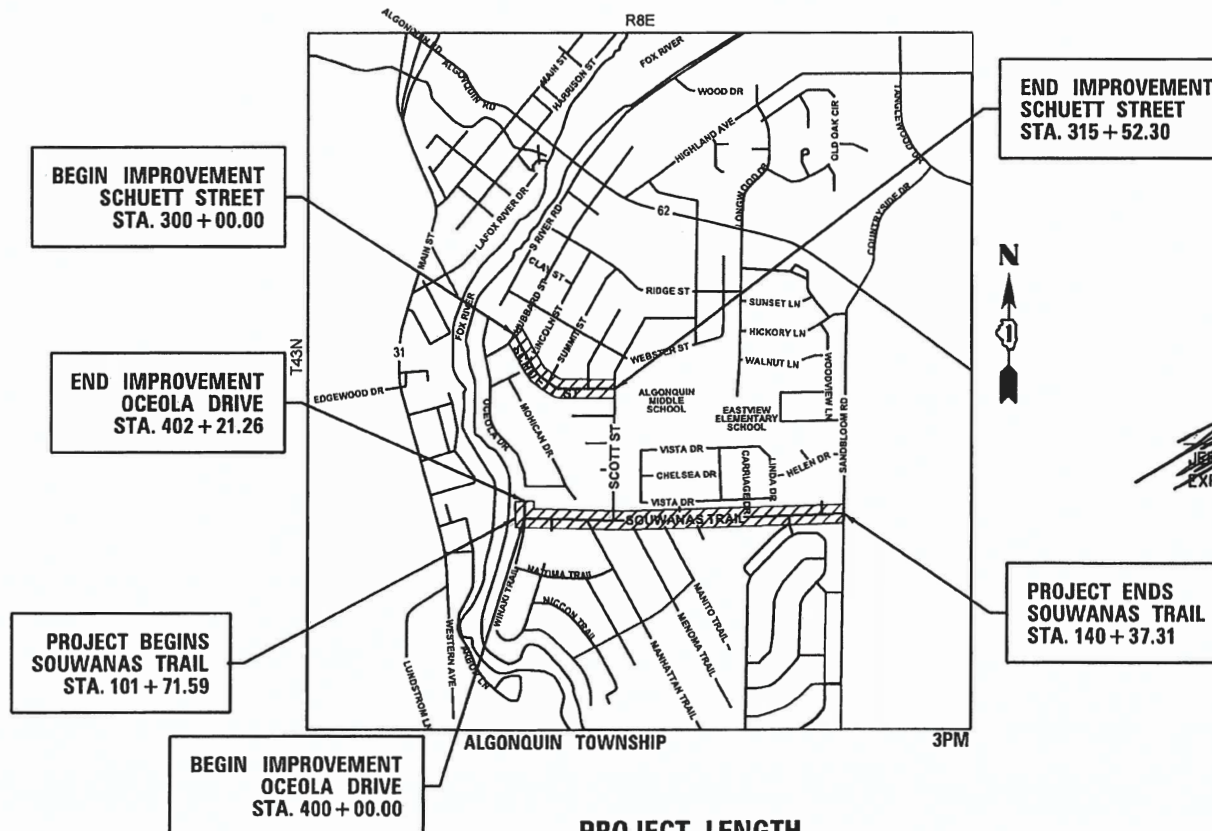 R8E
ALGONQUIN RD
ALGONQUIN RD
MAIN ST
HARRISON ST
FOX RIVER
WOOD DR
HIGHLAND AVE
OLD OAK CIR
TANGLEWOOD DR
END IMPROVEMENT
SCHUETT STREET
STA. 315+52.30
BEGIN IMPROVEMENT
SCHUETT STREET
STA. 300+00.00
LAFOX RIVER DR
S RIVER RD
62
LONGWOOD DR
COUNTRYSIDE DR
MAIN ST
CLAY ST
RIDGE ST
N
HUBBARD ST
LINCOLN ST
SUMMIT ST
SUNSET LN
HICKORY LN
FOX RIVER
WEBSTER ST
WALNUT LN
WOODVIEW LN
T43N
31
SCHUETT ST
EDGEWOOD DR
ALGONQUIN
MIDDLE
SCHOOL
EASTVIEW
ELEMENTARY
SCHOOL
SANDBLOOM RD
END IMPROVEMENT
OCEOLA DRIVE
STA. 402+21.26
OCEOLA DR
MOHICAN DR
SCOTT ST
VISTA DR
CHELSEA DR
VISTA DR
CARRIAGE DR
LINDA DR
HELEN DR
SOUWANAS TRAIL
PROJECT BEGINS
SOUWANAS TRAIL
STA. 101+71.59
PROJECT ENDS
SOUWANAS TRAIL
STA. 140+37.31
WINAKI TRAIL
NICCON TRAIL
MANITO TRAIL
MENOMA TRAIL
MANHATTAN TRAIL
WESTERN AVE
ARBOR LN
LUNDSTROM LN
ALGONQUIN TOWNSHIP
3PM
BEGIN IMPROVEMENT
OCEOLA DRIVE
STA. 400+00.00
PROJECT LENGTH